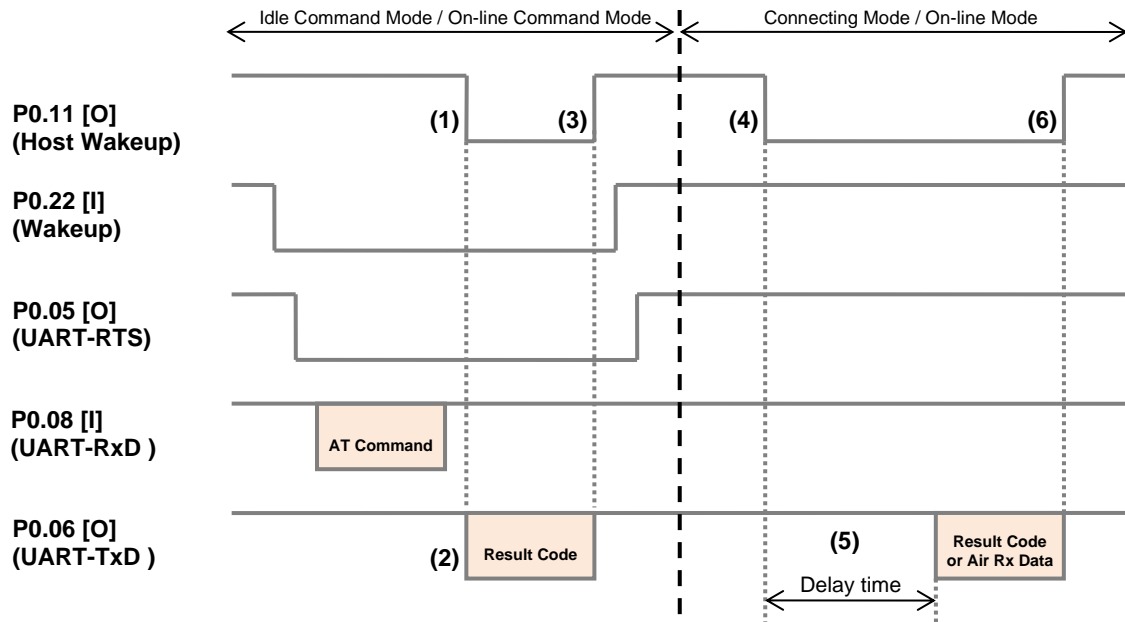 Idle Command Mode / On-line Command Mode
Connecting Mode / On-line Mode
P0.11 [O]
(Host Wakeup)
(1)
(3)
(4)
(6)
P0.22 [I]
(Wakeup)
P0.05 [O]
(UART-RTS)
P0.08 [I]
(UART-RxD )
AT Command
P0.06 [O]
(UART-TxD )
(2)
Result Code
(5)
Result Code
or Air Rx Data
Delay time